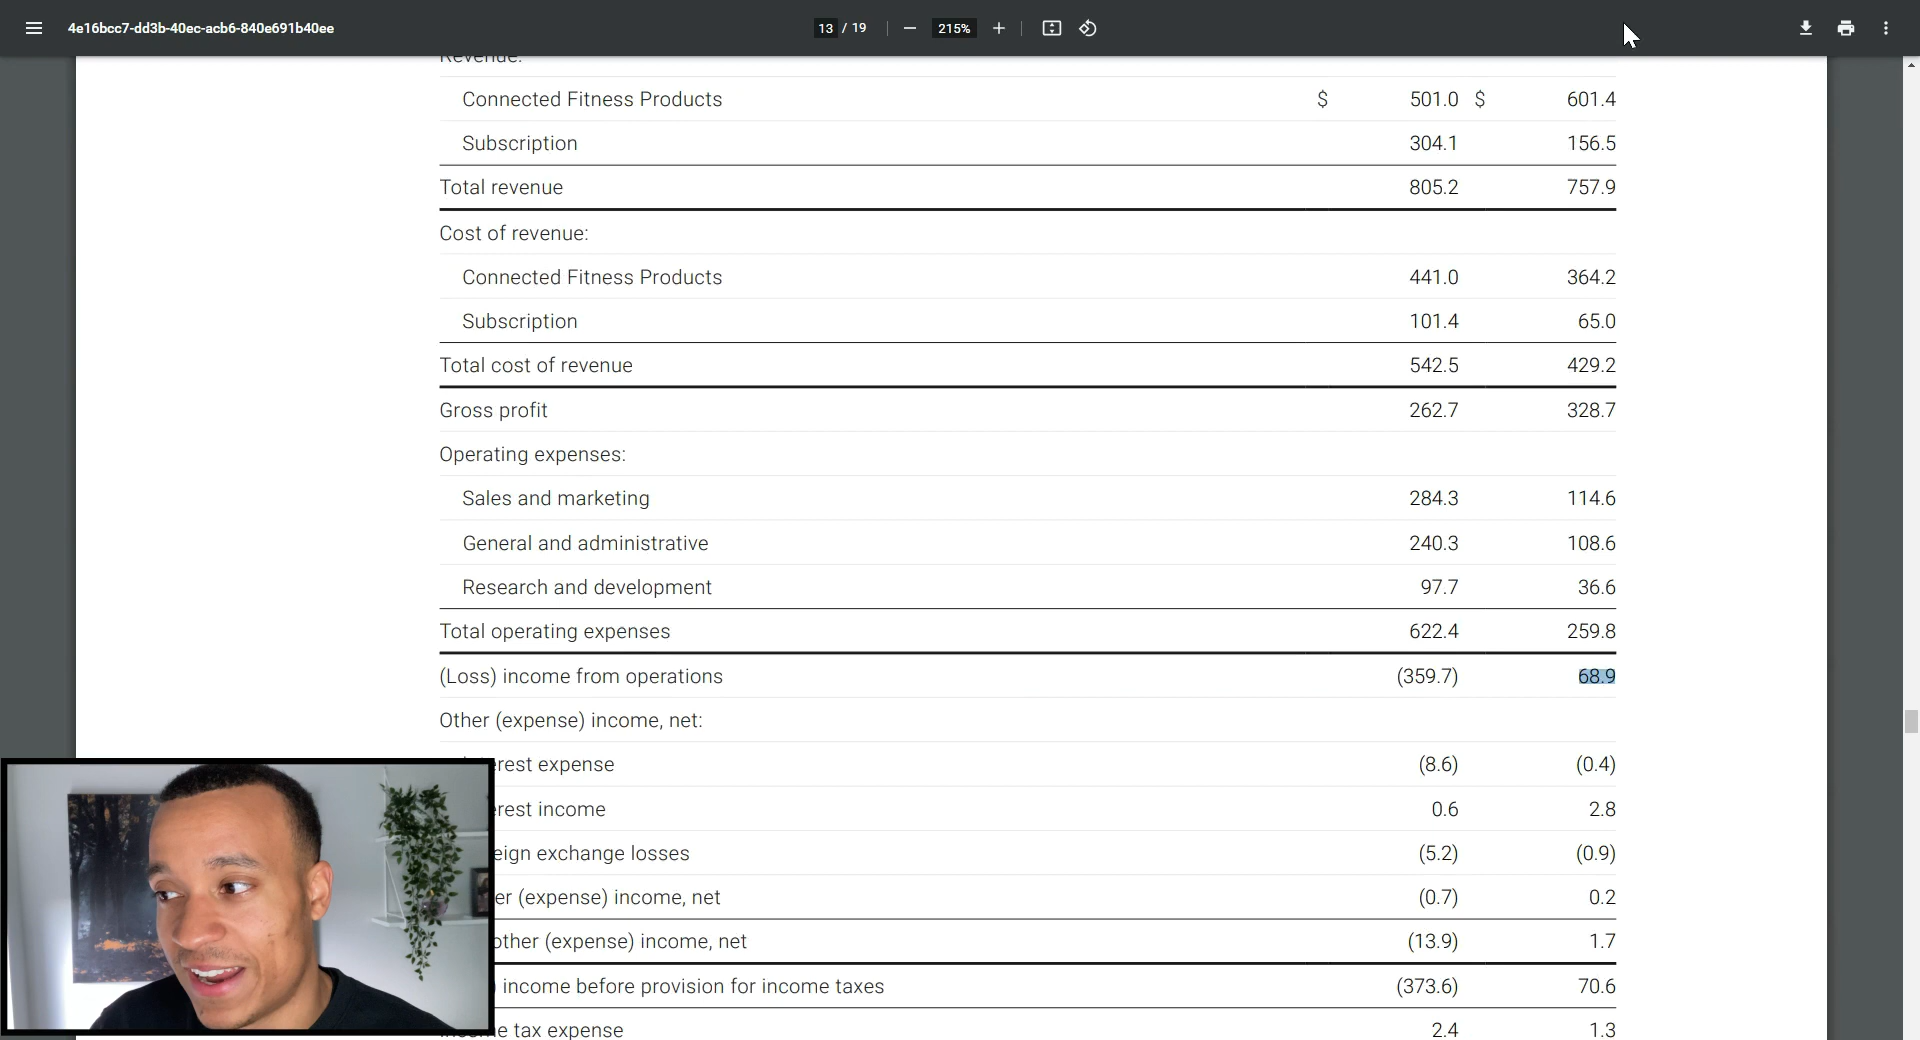 4e16bcc7-dd3b-40ec-acb6-840e691b40ee 13 / 19 215%
Revenue:
Connected Fitness Products $ 501.0 $ 601.4
Subscription 304.1 156.5
Total revenue 805.2 757.9
Cost of revenue:
Connected Fitness Products 441.0 364.2
Subscription 101.4 65.0
Total cost of revenue 542.5 429.2
Gross profit 262.7 328.7
Operating expenses:
Sales and marketing 284.3 114.6
General and administrative 240.3 108.6
Research and development 97.7 36.6
Total operating expenses 622.4 259.8
(Loss) income from operations (359.7) 68.9
Other (expense) income, net:
erest expense (8.6) (0.4)
erest income 0.6 2.8
eign exchange losses (5.2) (0.9)
er (expense) income, net (0.7) 0.2
other (expense) income, net (13.9) 1.7
income before provision for income taxes (373.6) 70.6
e tax expense 2.4 1.3